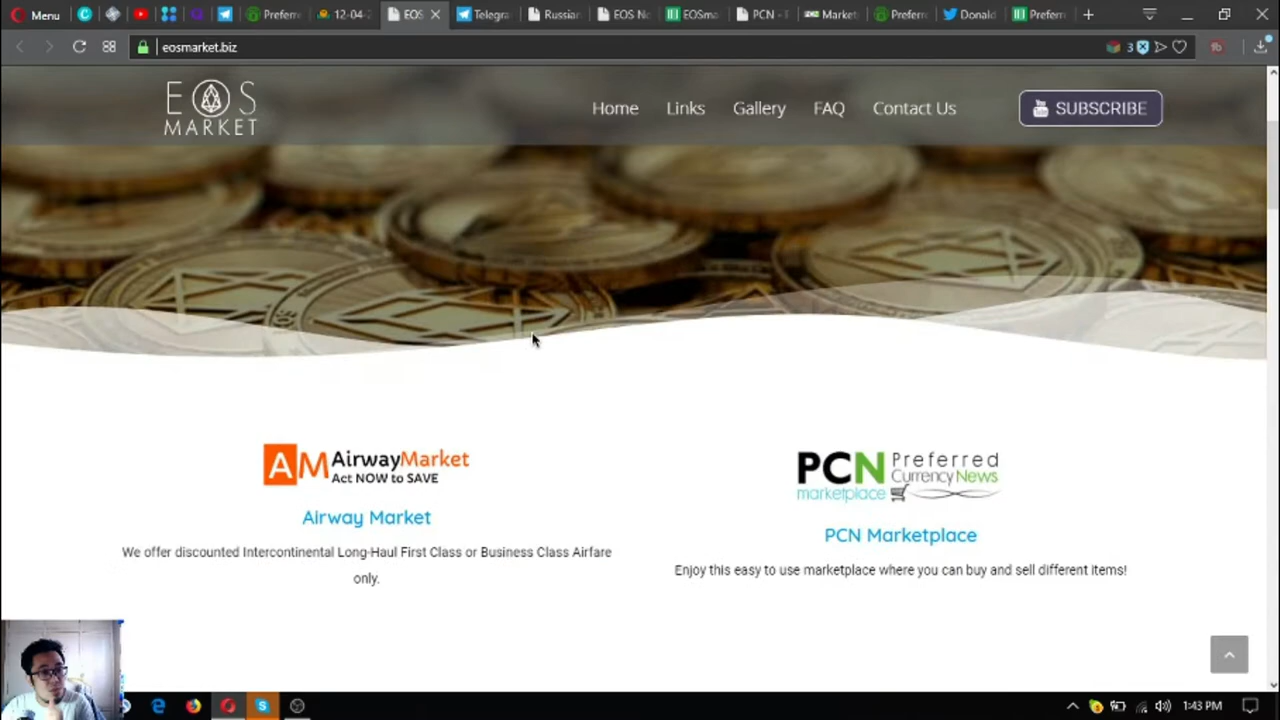 Menu
Preferr
12-04-2
EOS
Telegra
Russian
EOS No
EOSma
PCN - P
Market
Preferr
Donald
Preferr
eosmarket.biz
3
EOS
MARKET
Home
Links
Gallery
FAQ
Contact Us
SUBSCRIBE
AM AirwayMarket
Act NOW to SAVE
Airway Market
We offer discounted Intercontinental Long-Haul First Class or Business Class Airfare
only.
PCN Preferred
Currency News
marketplace
PCN Marketplace
Enjoy this easy to use marketplace where you can buy and sell different items!
1:43 PM